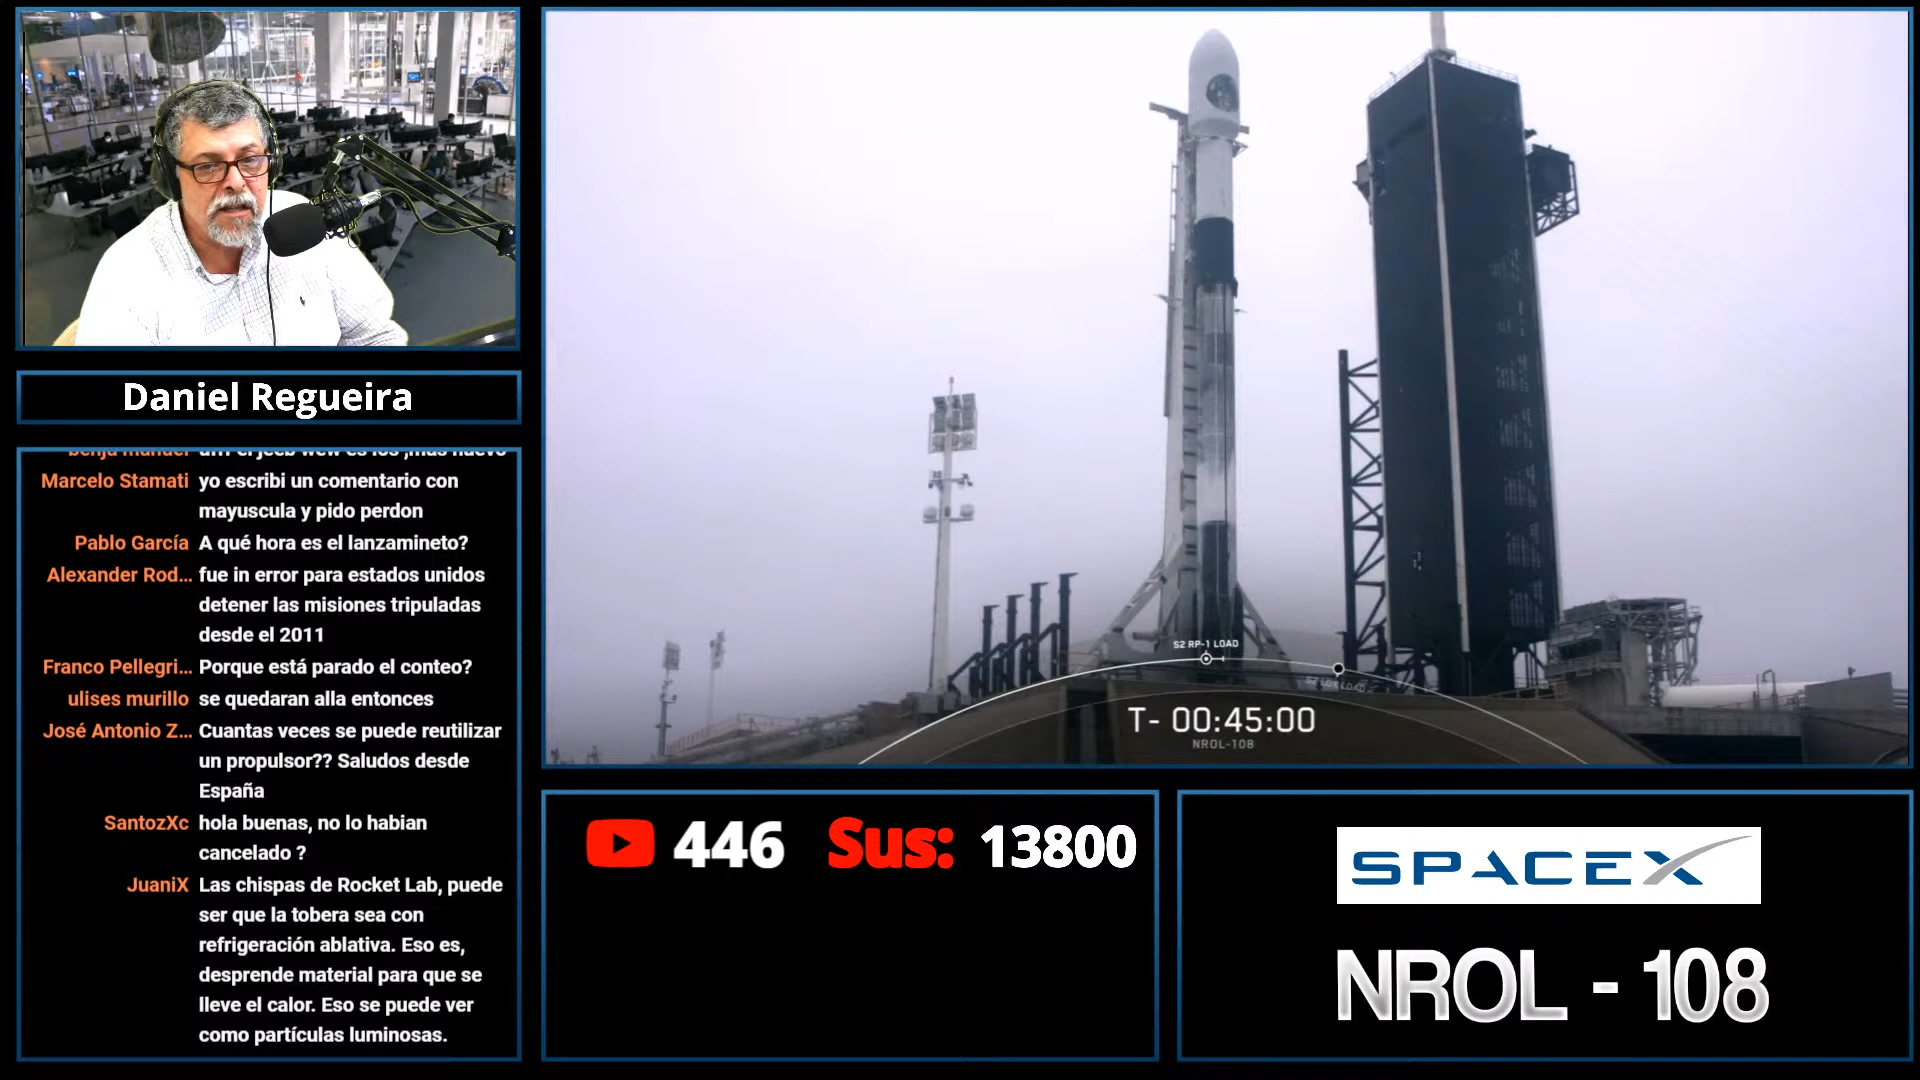 Daniel Regueira
Marcelo Stamati yo escribi un comentario con
mayuscula y pido perdon
Pablo García A qué hora es el lanzamineto?
Alexander Rod... fue in error para estados unidos
detener las misiones tripuladas
desde el 2011
Franco Pellegri... Porque está parado el conteo?
ulises murillo se quedaran alla entonces
José Antonio Z... Cuantas veces se puede reutilizar
un propulsor?? Saludos desde
España
SantozXc hola buenas, no lo habian
cancelado ?
JuaniX Las chispas de Rocket Lab, puede
ser que la tobera sea con
refrigeración ablativa. Eso es,
desprende material para que se
lleve el calor. Eso se puede ver
como partículas luminosas.
S2 RP-1 LOAD
S2 LOX LOAD
T- 00:45:00
NROL-108
446 Sus: 13800
SPACEX
NROL - 108